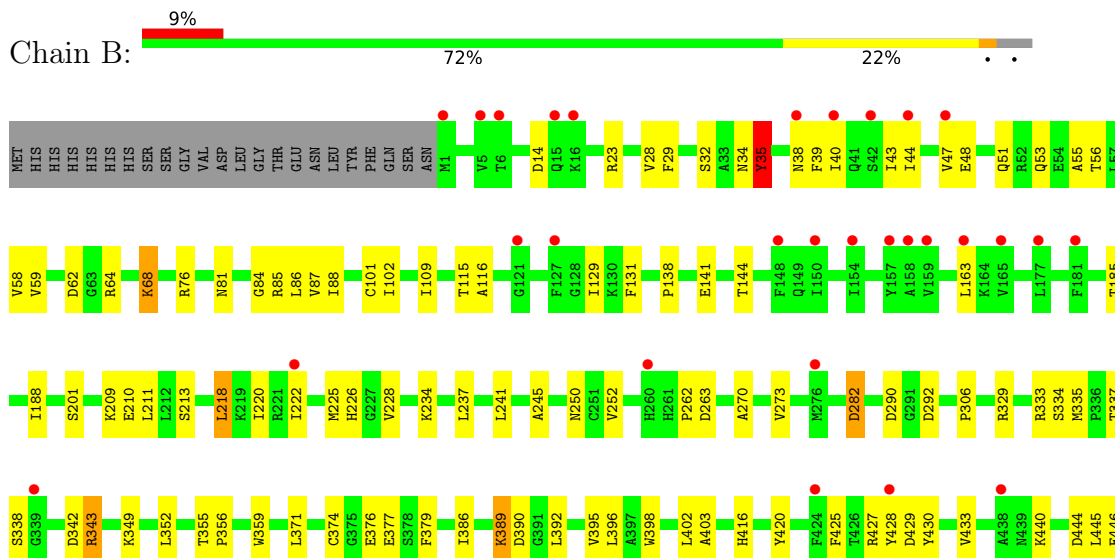 9%
Chain B:
72% 22% • •
MET HIS HIS HIS HIS HIS HIS SER SER GLY VAL ASP LEU GLY THR GLU ASN LEU TYR PHE GLN SER ASN M1 V5 T6 D14 Q15 K16 R23 V28 F29 S32 A33 N34 Y35 N38 F39 I40 Q41 S42 I43 I44 V47 E48 Q51 R52 Q53 E54 A55 T56 L57
V58 V59 D62 G63 R64 K68 R76 N81 G84 R85 L86 V87 I88 C101 I102 I109 T115 A116 G121 F127 G128 I129 K130 F131 P138 E141 T144 F148 Q149 I150 I154 Y157 A158 V159 L163 K164 V165 L177 F181 T185
I188 S201 K209 E210 L211 L212 S213 L218 K219 I220 R221 I222 M225 H226 G227 V228 K234 L237 L241 A245 N250 C251 V252 H260 H261 P262 D263 A270 V273 M276 D282 D290 G291 D292 P306 R329 R333 S334 M335 P336 T337
S338 G339 D342 R343 K349 L352 T355 P356 W359 L371 C374 G375 E376 E377 S378 F379 I386 K389 D390 G391 L392 V395 L396 A397 W398 L402 A403 H416 Y420 F424 F425 T426 R427 Y428 D429 Y430 V433 A438 N439 K440 D444 L445